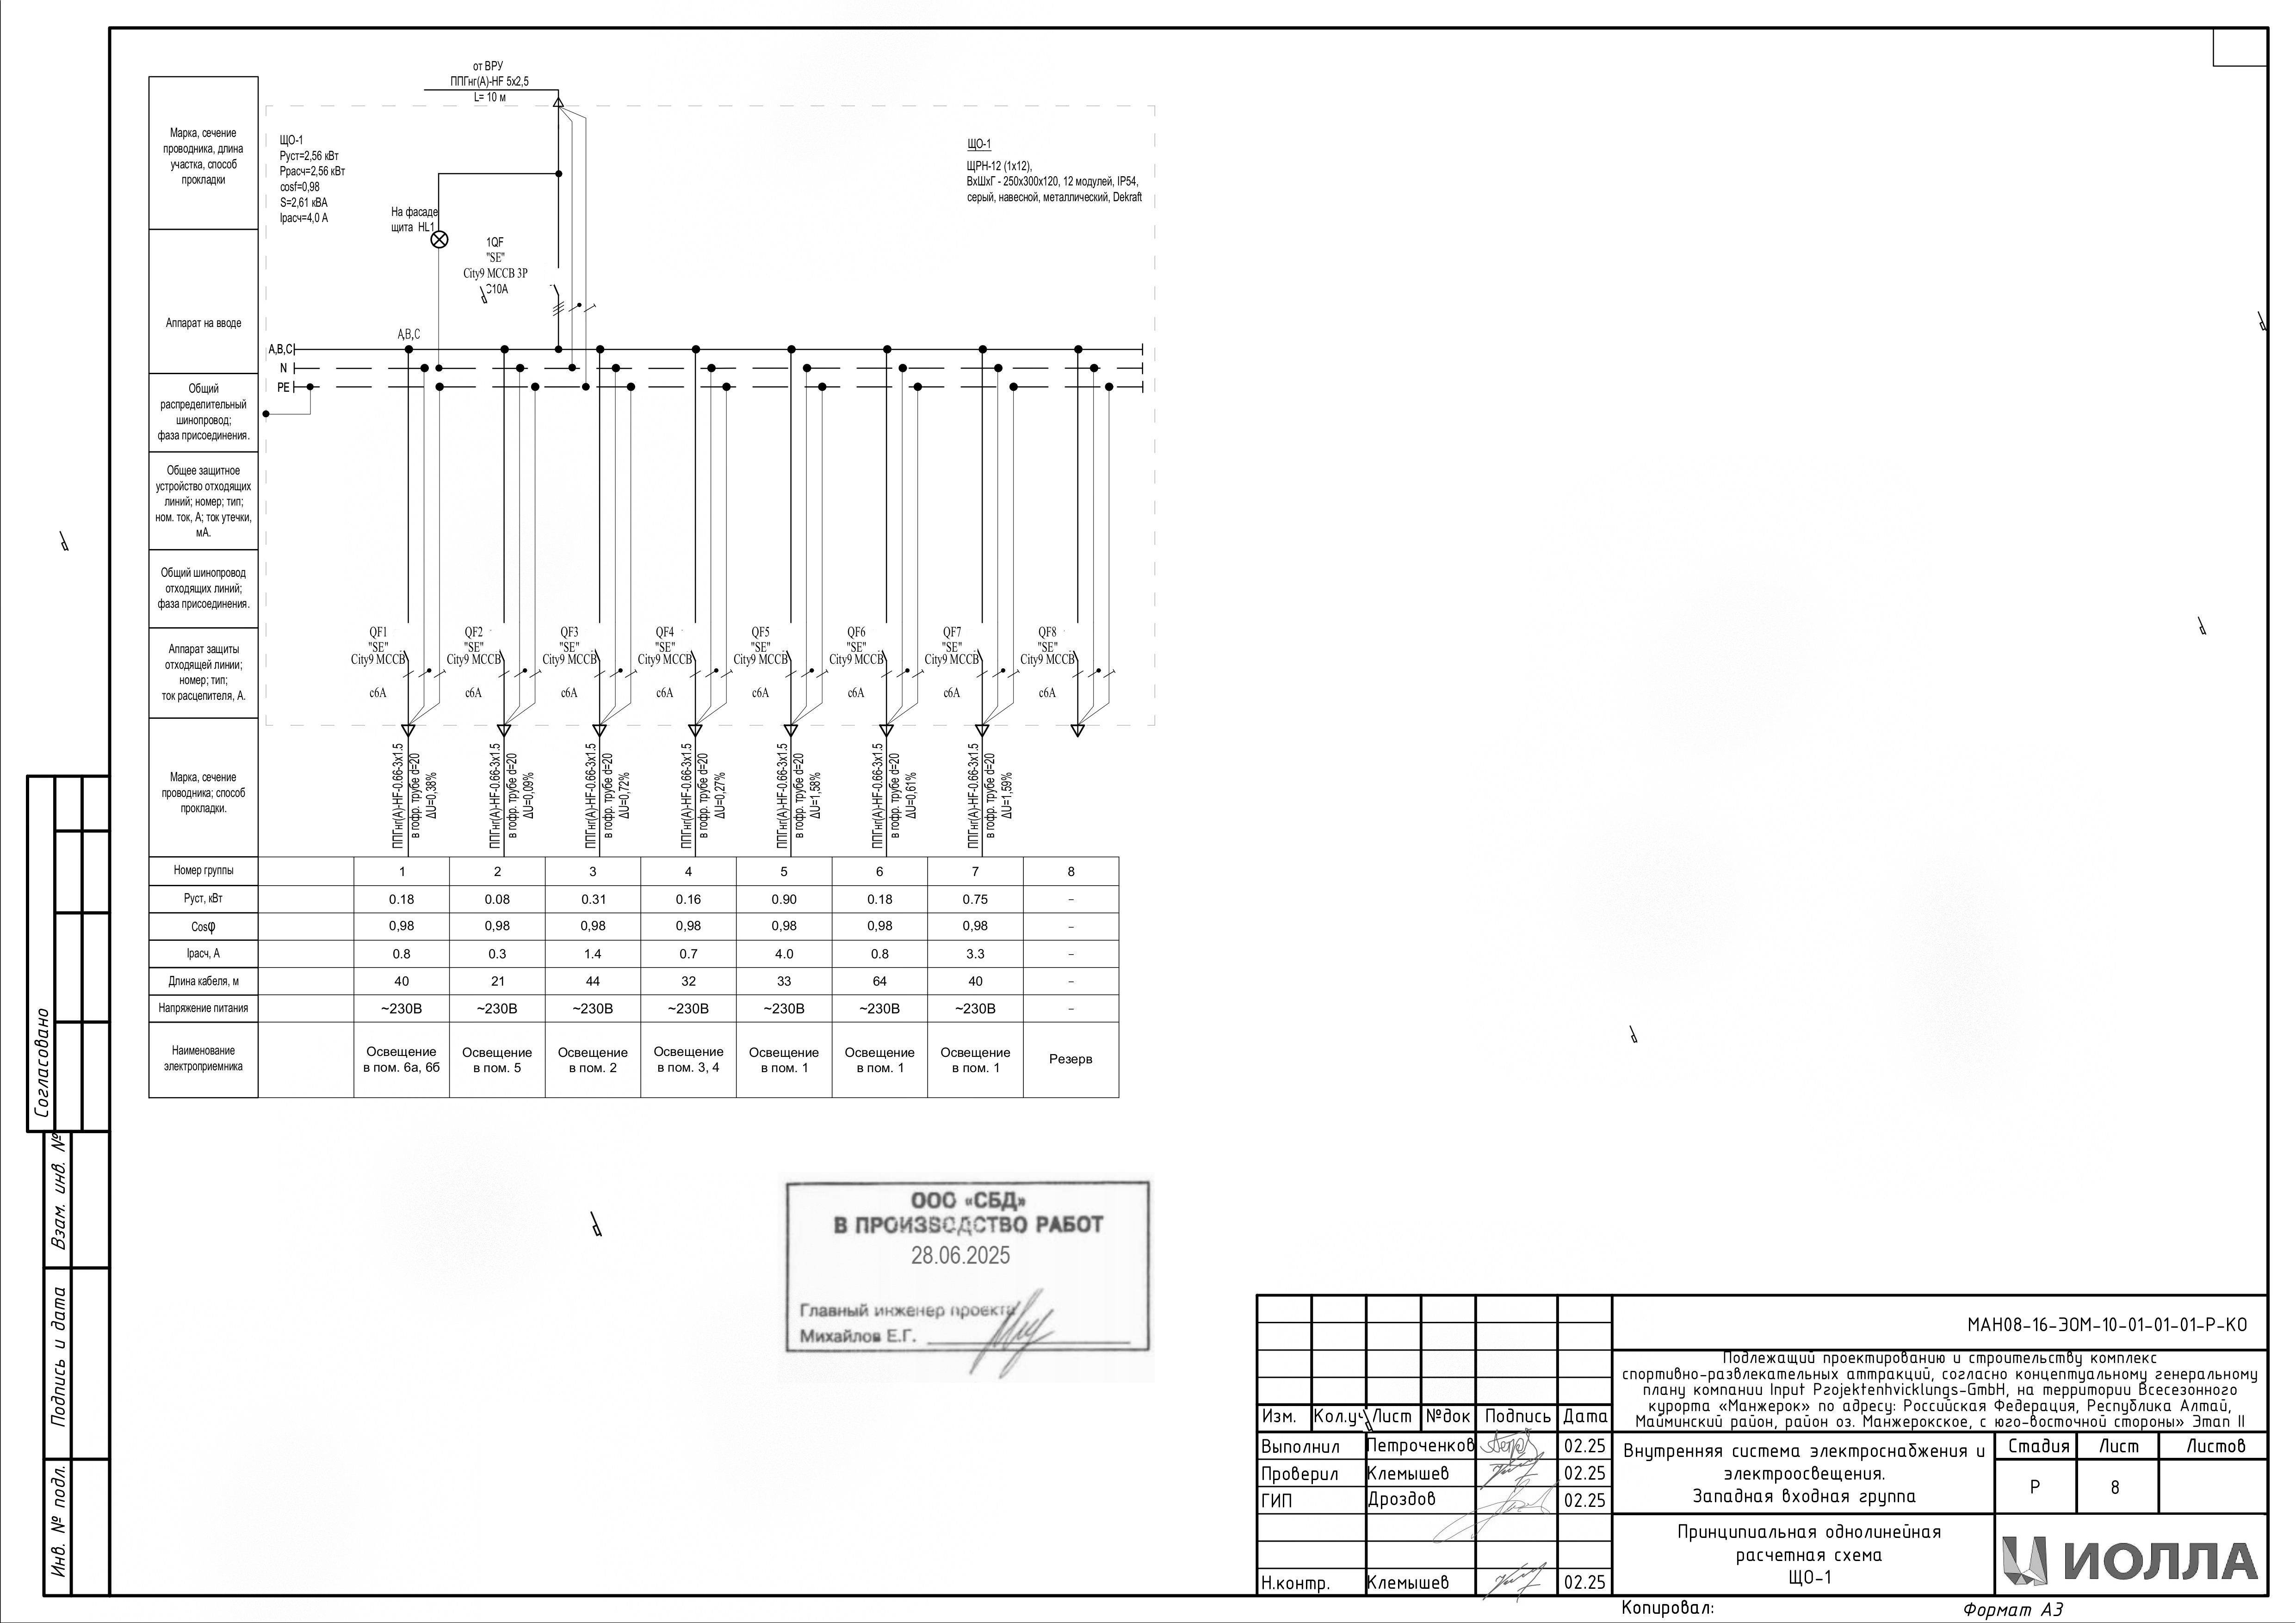 от ВРУ
ППГнг(А)-HF 5х2,5
L= 10 м
Марка, сечение
проводника, длина
участка, способ
прокладки
ЩО-1
Руст=2,56 кВт
Ррасч=2,56 кВт
cosf=0,98
S=2,61 кВА
Iрасч=4,0 А
ЩО-1
ЩРН-12 (1х12),
ВхШхГ - 250х300х120, 12 модулей, IP54,
серый, навесной, металлический, Dekraft
На фасаде
щита HL1
1QF
"SE"
City9 MCCB 3P
C10A
Аппарат на вводе
А,В,С
А,В,С
N
PE
Общий
распределительный
шинопровод;
фаза присоединения.
Общее защитное
устройство отходящих
линий; номер; тип;
ном. ток, А; ток утечки,
мА.
Общий шинопровод
отходящих линий;
фаза присоединения.
Аппарат защиты
отходящей линии;
номер; тип;
ток расцепителя, А.
QF1 QF2 QF3 QF4 QF5 QF6 QF7 QF8
"SE" "SE" "SE" "SE" "SE" "SE" "SE" "SE"
City9 MCCB City9 MCCB City9 MCCB City9 MCCB City9 MCCB City9 MCCB City9 MCCB City9 MCCB
c6A c6A c6A c6A c6A c6A c6A c6A
Марка, сечение
проводника; способ
прокладки.
ППГнг(А)-HF-0.66-3х1.5
в гофр. трубе d=20
ΔU=0,38%
ППГнг(А)-HF-0.66-3х1.5
в гофр. трубе d=20
ΔU=0,09%
ППГнг(А)-HF-0.66-3х1.5
в гофр. трубе d=20
ΔU=0,72%
ППГнг(А)-HF-0.66-3х1.5
в гофр. трубе d=20
ΔU=0,27%
ППГнг(А)-HF-0.66-3х1.5
в гофр. трубе d=20
ΔU=1,58%
ППГнг(А)-HF-0.66-3х1.5
в гофр. трубе d=20
ΔU=0,61%
ППГнг(А)-HF-0.66-3х1.5
в гофр. трубе d=20
ΔU=1,59%
Номер группы 1 2 3 4 5 6 7 8
Руст, кВт 0.18 0.08 0.31 0.16 0.90 0.18 0.75 –
Cosφ 0,98 0,98 0,98 0,98 0,98 0,98 0,98 –
Iрасч, А 0.8 0.3 1.4 0.7 4.0 0.8 3.3 –
Длина кабеля, м 40 21 44 32 33 64 40 –
Напряжение питания ~230В ~230В ~230В ~230В ~230В ~230В ~230В –
Наименование
электроприемника
Освещение
в пом. 6а, 6б
Освещение
в пом. 5
Освещение
в пом. 2
Освещение
в пом. 3, 4
Освещение
в пом. 1
Освещение
в пом. 1
Освещение
в пом. 1
Резерв
ООО «СБД»
В ПРОИЗВОДСТВО РАБОТ
28.06.2025
Главный инженер проекта
Михайлов Е.Г.
Согласовано
Взам. инв. №
Подпись и дата
Инв. № подл.
МАН08-16-ЭОМ-10-01-01-01-Р-КО
Подлежащий проектированию и строительству комплекс
спортивно-развлекательных аттракций, согласно концептуальному генеральному
плану компании Input Projektenhvicklungs-GmbH, на территории Всесезонного
курорта «Манжерок» по адресу: Российская Федерация, Республика Алтай,
Майминский район, район оз. Манжерокское, с юго-восточной стороны» Этап II
Изм. Кол.уч Лист №док Подпись Дата
Выполнил Петроченков 02.25
Проверил Клемышев 02.25
ГИП Дроздов 02.25
Н.контр. Клемышев 02.25
Внутренняя система электроснабжения и
электроосвещения.
Западная входная группа
Стадия Лист Листов
Р 8
Принципиальная однолинейная
расчетная схема
ЩО-1
ИОЛЛА
Копировал:
Формат А3